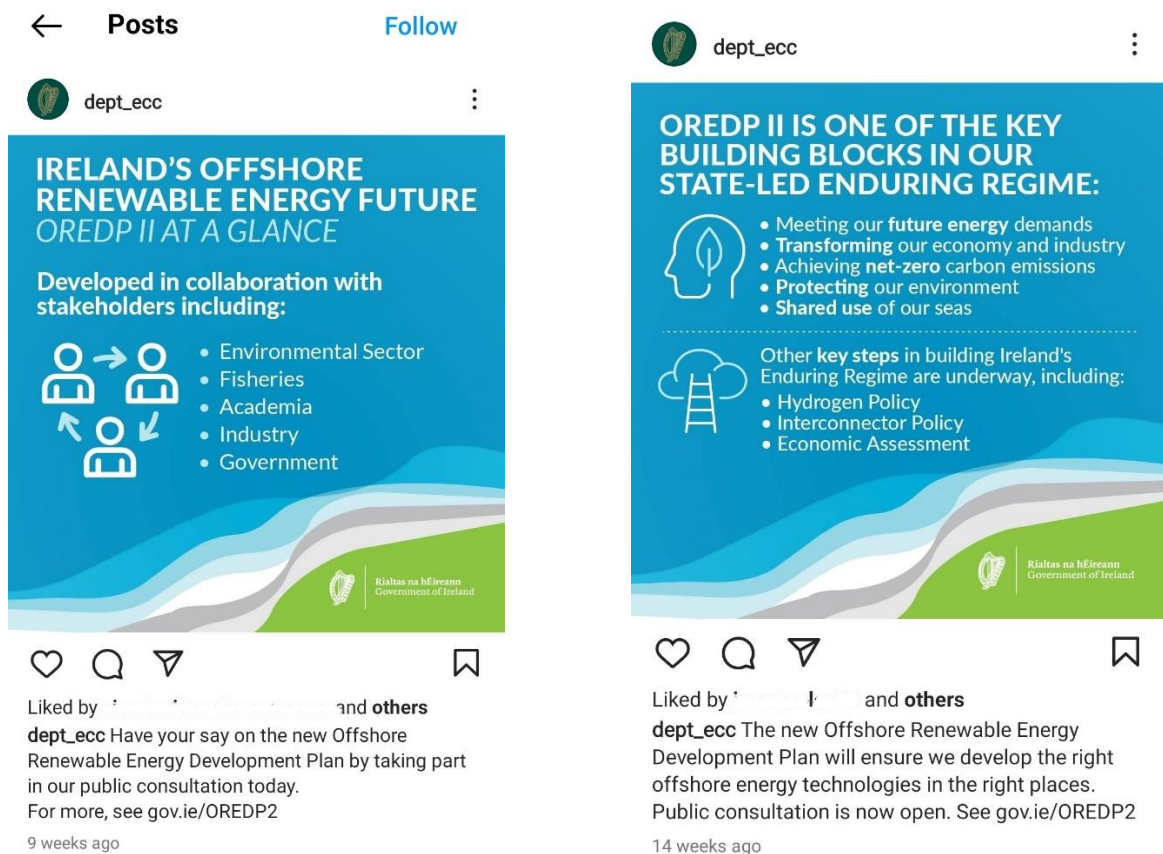 Posts
Follow
dept_ecc
IRELAND'S OFFSHORE
RENEWABLE ENERGY FUTURE
OREDP II AT A GLANCE
Developed in collaboration with
stakeholders including:
• Environmental Sector
• Fisheries
• Academia
• Industry
• Government
Rialtas na hÉireann
Government of Ireland
Liked by and others
dept_ecc Have your say on the new Offshore
Renewable Energy Development Plan by taking part
in our public consultation today.
For more, see gov.ie/OREDP2
9 weeks ago
dept_ecc
OREDP II IS ONE OF THE KEY
BUILDING BLOCKS IN OUR
STATE-LED ENDURING REGIME:
• Meeting our future energy demands
• Transforming our economy and industry
• Achieving net-zero carbon emissions
• Protecting our environment
• Shared use of our seas
Other key steps in building Ireland's
Enduring Regime are underway, including:
• Hydrogen Policy
• Interconnector Policy
• Economic Assessment
Rialtas na hÉireann
Government of Ireland
Liked by and others
dept_ecc The new Offshore Renewable Energy
Development Plan will ensure we develop the right
offshore energy technologies in the right places.
Public consultation is now open. See gov.ie/OREDP2
14 weeks ago